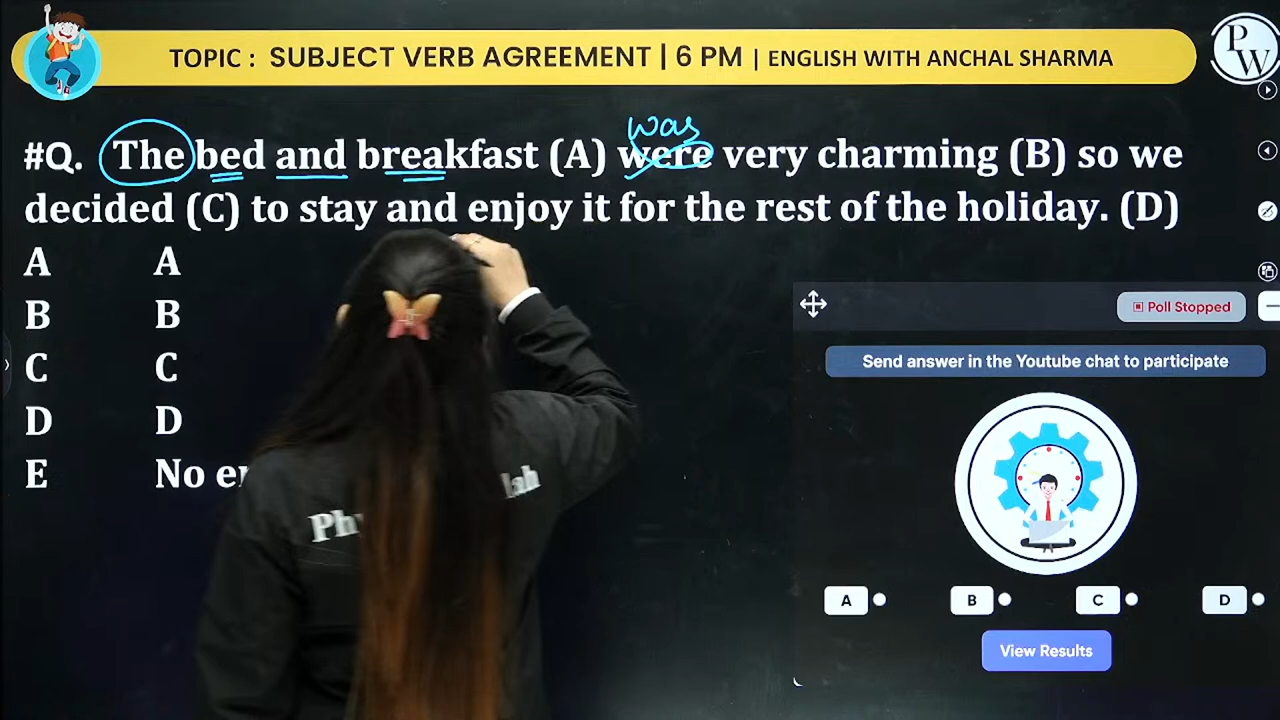 TOPIC : SUBJECT VERB AGREEMENT | 6 PM | ENGLISH WITH ANCHAL SHARMA
P
W
was
#Q. The bed and breakfast (A) were very charming (B) so we
decided (C) to stay and enjoy it for the rest of the holiday. (D)
A A
B B
C C
D D
E No
Poll Stopped
Send answer in the Youtube chat to participate
A B C D
View Results